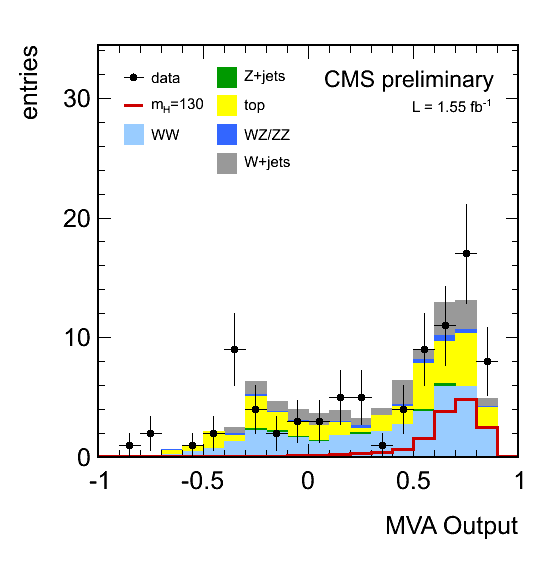 entries
data
m_H=130
WW
Z+jets
top
WZ/ZZ
W+jets
CMS preliminary
L = 1.55 fb⁻¹
30
20
10
0
-1
-0.5
0
0.5
1
MVA Output